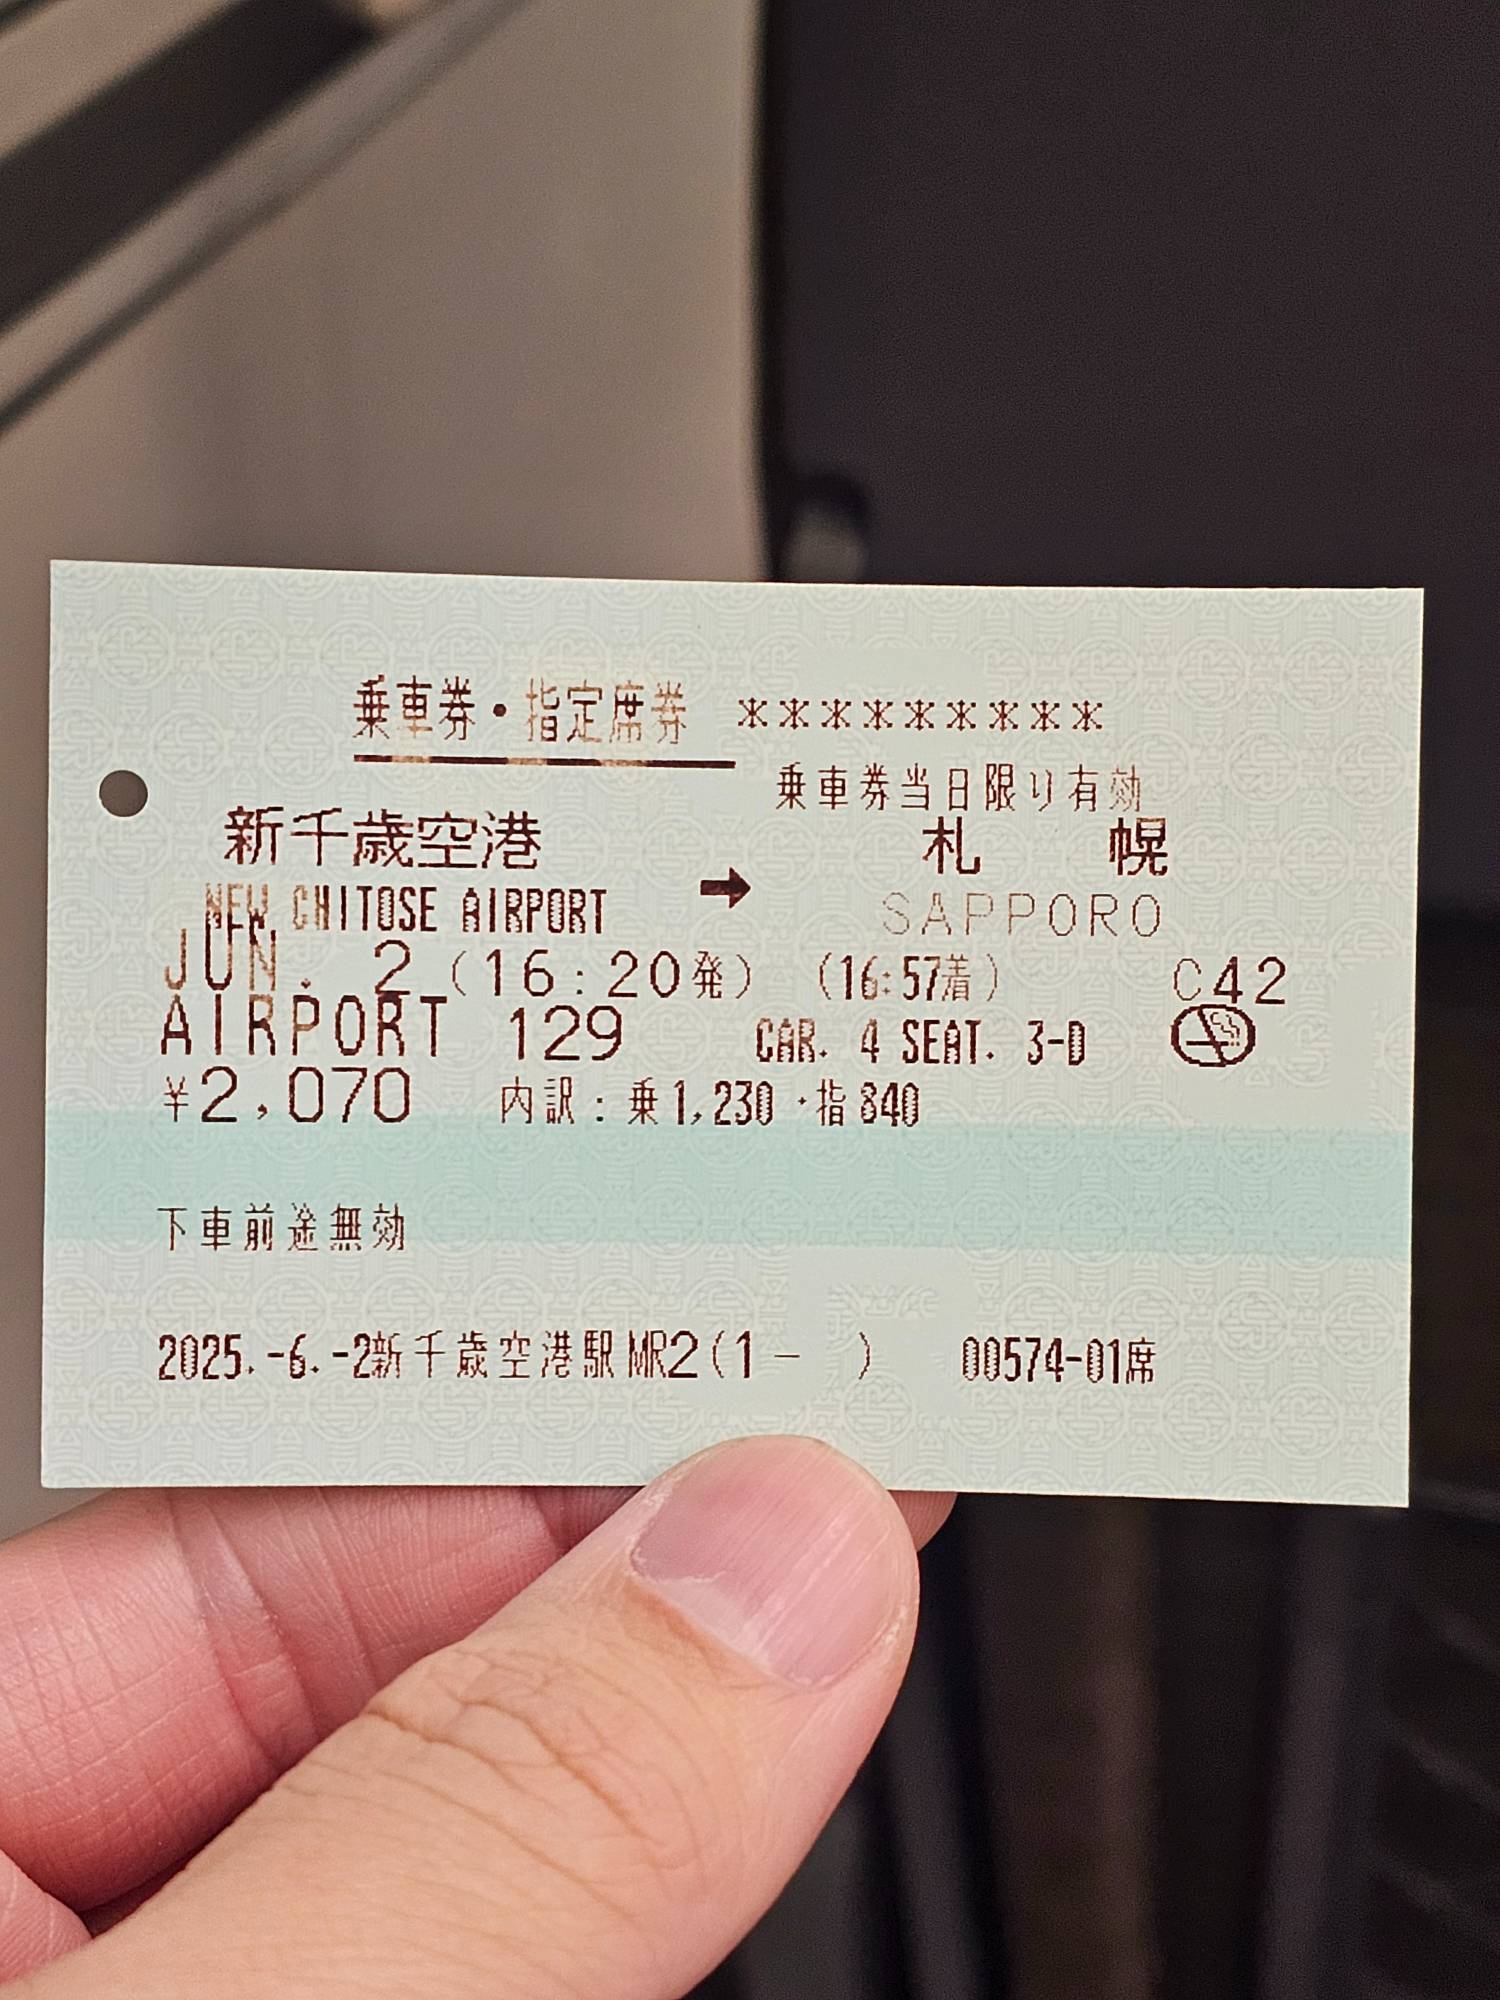 乗車券・指定席券 *********
乗車券当日限り有効
新千歳空港 → 札幌
NEW CHITOSE AIRPORT SAPPORO
JUN. 2 (16:20発) (16:57着) C42
AIRPORT 129 CAR. 4 SEAT. 3-D
¥2,070 内訳:乗1,230・指840
下車前途無効
2025.-6.-2新千歳空港駅MR2(1- ) 00574-01席